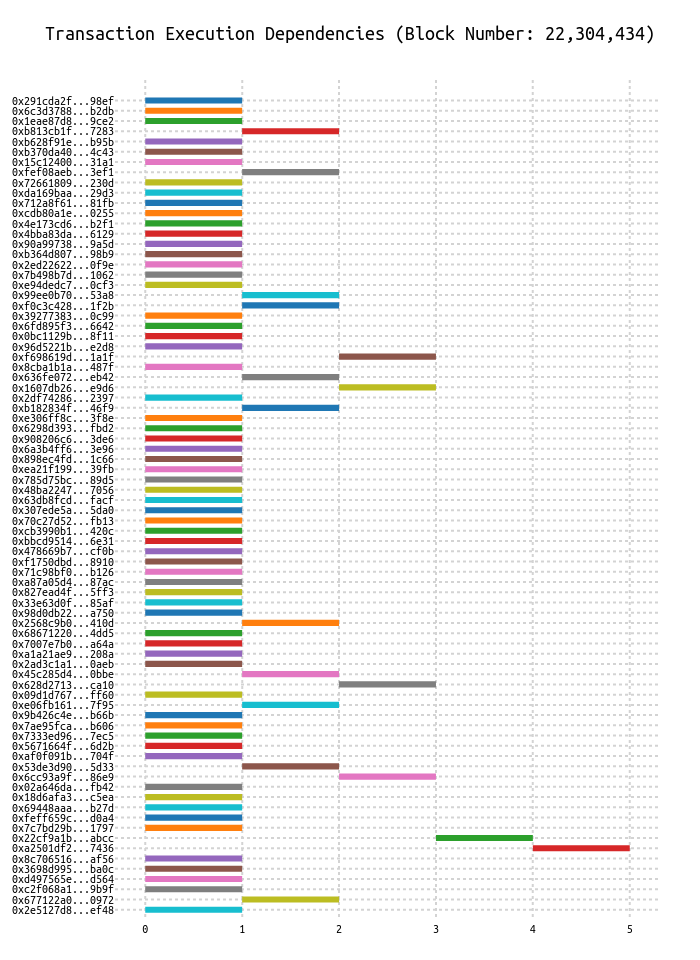 Transaction Execution Dependencies (Block Number: 22,304,434)
0x291cda2f...98ef
0x6c3d3788...b2db
0x1eae87d8...9ce2
0xb813cb1f...7283
0xb628f91e...b95b
0xb370da40...4c43
0x15c12400...31a1
0xfef08aeb...3ef1
0x72661809...230d
0xda169baa...29d3
0x712a8f61...81fb
0xcdb80a1e...0255
0x4e173cd6...b2f1
0x4bba83da...6129
0x90a99738...9a5d
0xb364d807...98b9
0x2ed22622...0f9e
0x7b498b7d...1062
0xe94dedc7...0cf3
0x99ee0b70...53a8
0xf0c3c428...1f2b
0x39277383...0c99
0x6fd895f3...6642
0x0bc1129b...8f11
0x96d5221b...e2d8
0xf698619d...1a1f
0x8cba1b1a...487f
0x636fe072...eb42
0x1607db26...e9d6
0x2df74286...2397
0xb182834f...46f9
0xe306ff8c...3f8e
0x6298d393...fbd2
0x908206c6...3de6
0x6a3b4ff6...3e96
0x898ec4fd...1c66
0xea21f199...39fb
0x785d75bc...89d5
0x48ba2247...7056
0x63db8fcd...facf
0x307ede5a...5da0
0x70c27d52...fb13
0xcb3990b1...420c
0xbbcd9514...6e31
0x478669b7...cf0b
0xf1750dbd...8910
0x71c98bf0...b126
0xa87a05d4...87ac
0x827ead4f...5ff3
0x33e63d0f...85af
0x98d0db22...a750
0x2568c9b0...410d
0x68671220...4dd5
0x7007e7b0...a64a
0xa1a21ae9...208a
0x2ad3c1a1...0aeb
0x45c285d4...0bbe
0x628d2713...ca10
0x09d1d767...ff60
0xe06fb161...7f95
0x9b426c4e...b66b
0x7ae95fca...b606
0x7333ed96...7ec5
0x5671664f...6d2b
0xaf0f091b...704f
0x53de3d90...5d33
0x6cc93a9f...86e9
0x02a646da...fb42
0x18d6afa3...c5ea
0x69448aaa...b27d
0xfeff659c...d0a4
0x7c7bd29b...1797
0x22cf9a1b...abcc
0xa2501df2...7436
0x8c706516...af56
0x3698d995...ba0c
0xd497565e...d564
0xc2f068a1...9b9f
0x677122a0...0972
0x2e5127d8...ef48
0 1 2 3 4 5